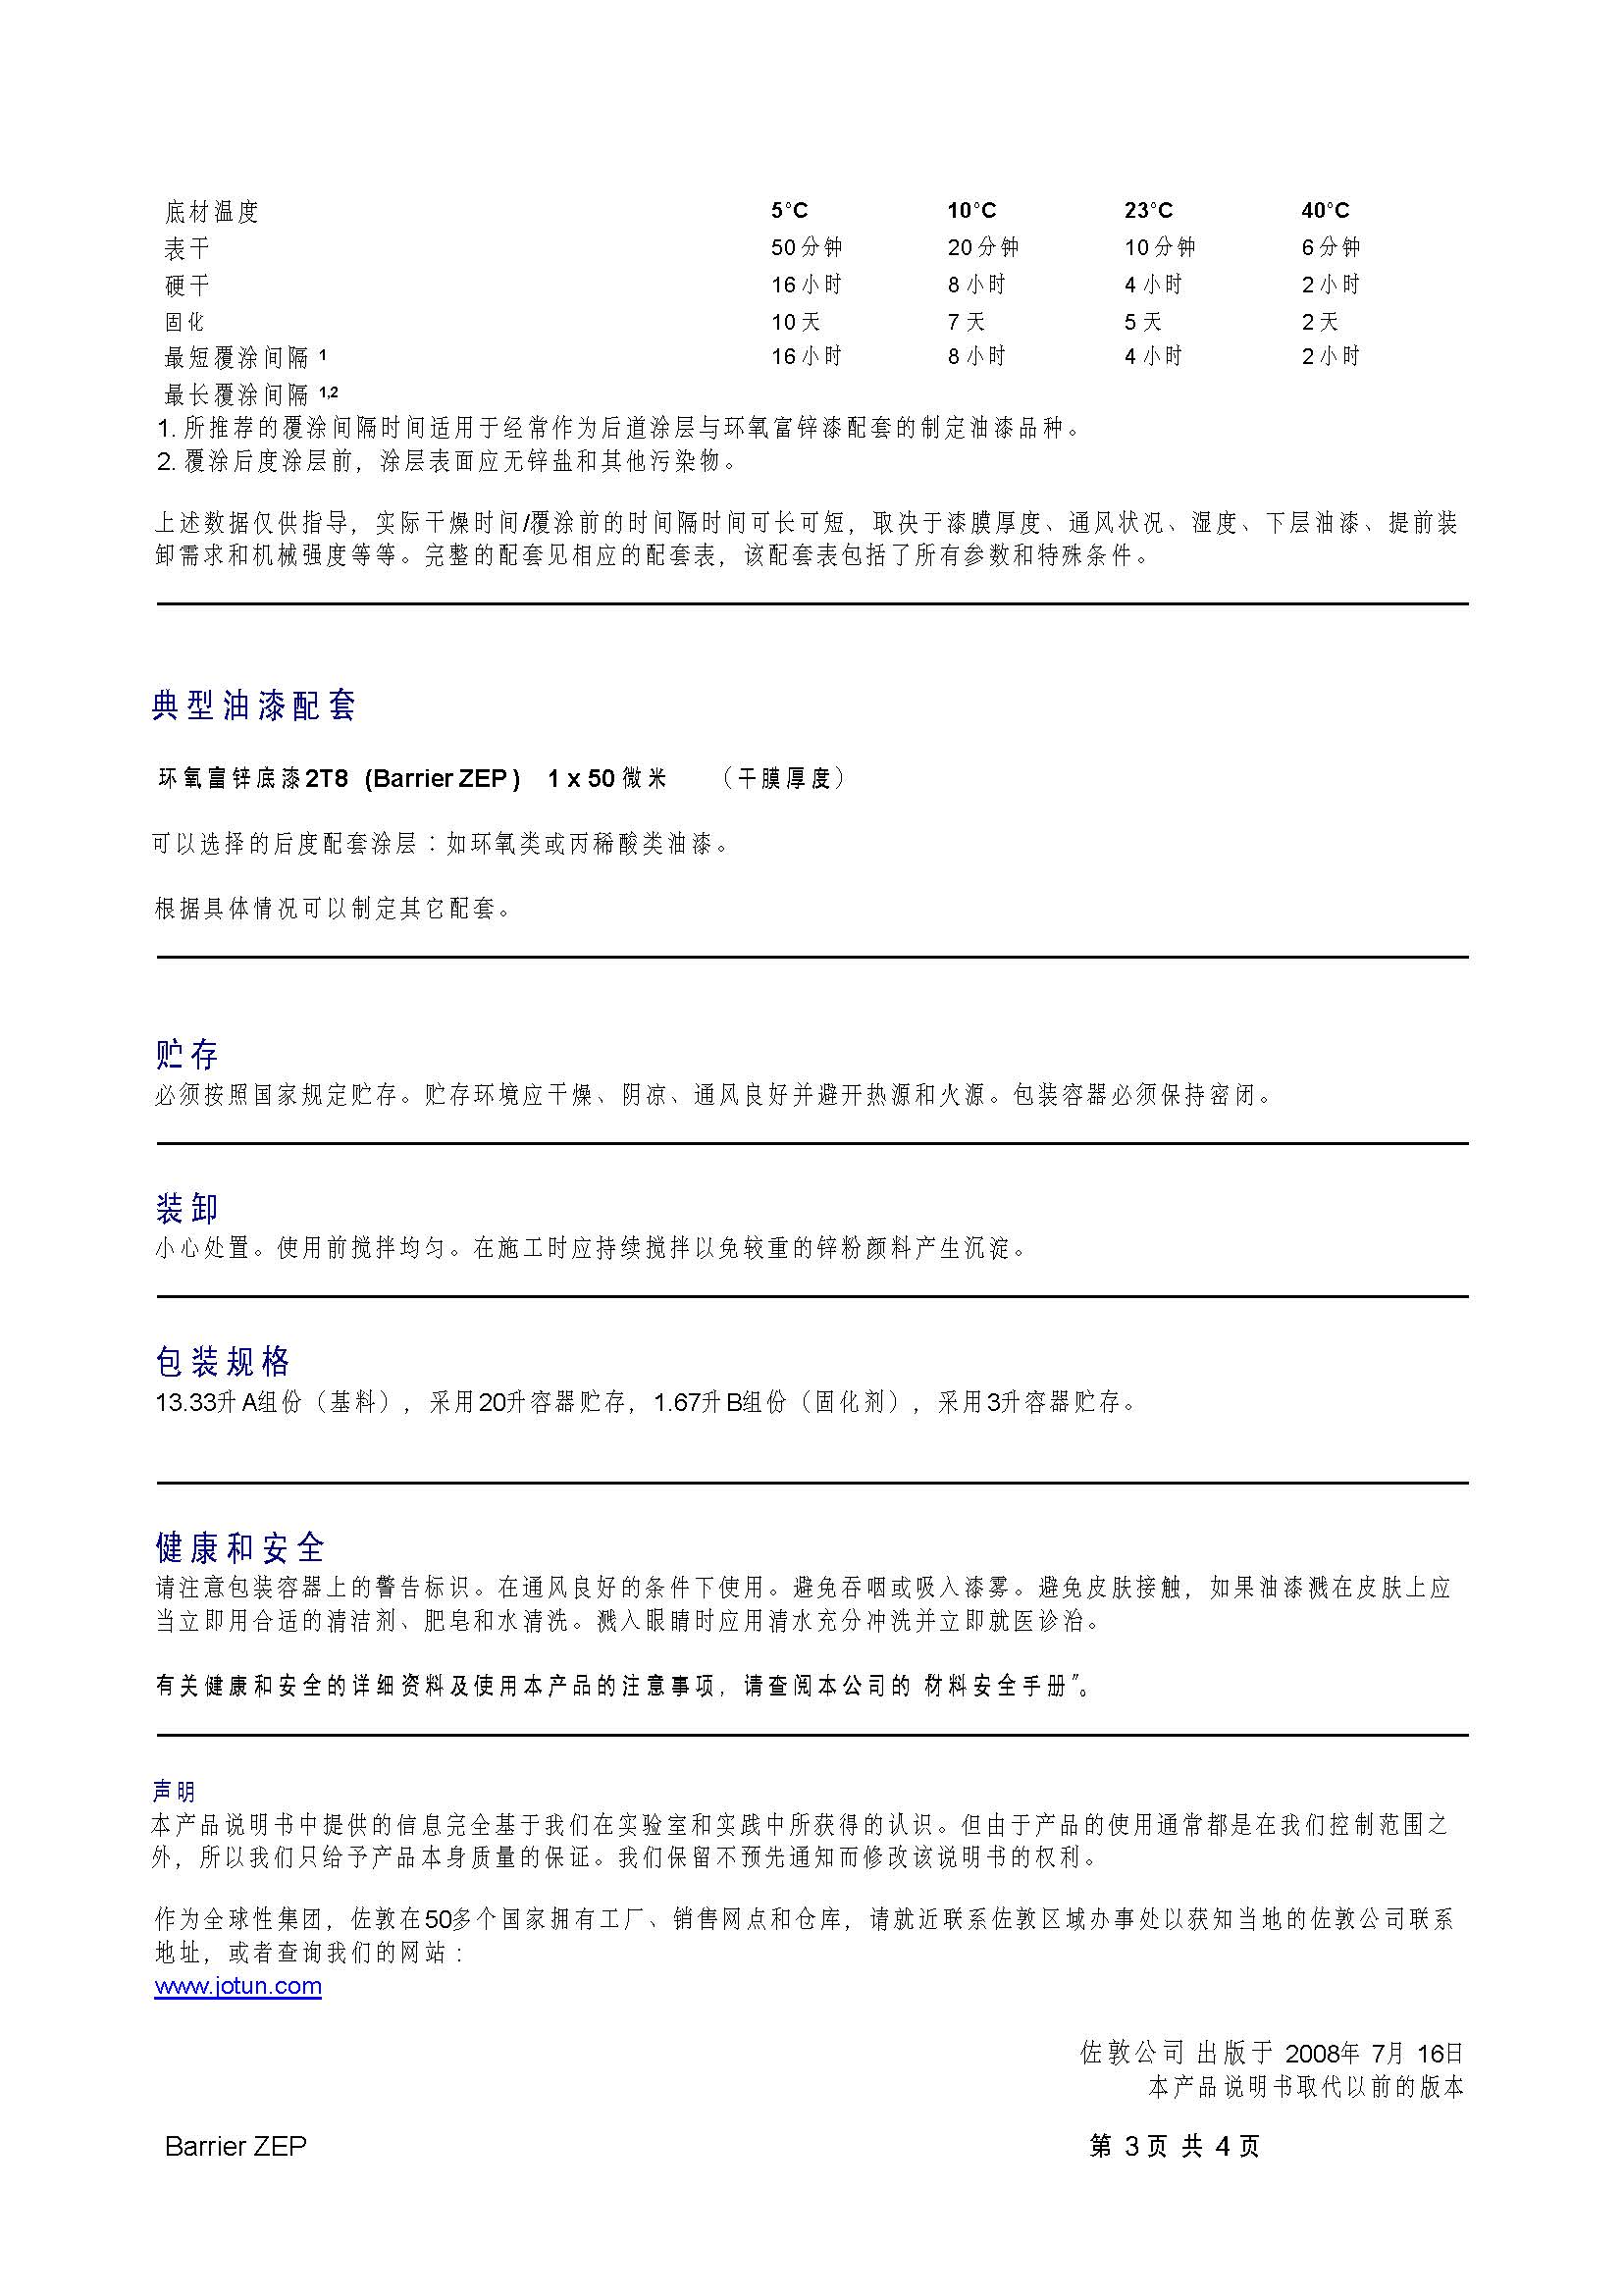 底材温度 5°C 10°C 23°C 40°C
表干 50分钟 20分钟 10分钟 6分钟
硬干 16小时 8小时 4小时 2小时
固化 10天 7天 5天 2天
最短覆涂间隔 1 16小时 8小时 4小时 2小时
最长覆涂间隔 1,2
1. 所推荐的覆涂间隔时间适用于经常作为后道涂层与环氧富锌漆配套的制定油漆品种。
2. 覆涂后度涂层前，涂层表面应无锌盐和其他污染物。
上述数据仅供指导，实际干燥时间/覆涂前的时间隔时间可长可短，取决于漆膜厚度、通风状况、湿度、下层油漆、提前装
卸需求和机械强度等等。完整的配套见相应的配套表，该配套表包括了所有参数和特殊条件。
典型油漆配套
环氧富锌底漆2T8 (Barrier ZEP ) 1 x 50 微米 （干膜厚度）
可以选择的后度配套涂层：如环氧类或丙稀酸类油漆。
根据具体情况可以制定其它配套。
贮存
必须按照国家规定贮存。贮存环境应干燥、阴凉、通风良好并避开热源和火源。包装容器必须保持密闭。
装卸
小心处置。使用前搅拌均匀。在施工时应持续搅拌以免较重的锌粉颜料产生沉淀。
包装规格
13.33升A组份（基料），采用20升容器贮存，1.67升B组份（固化剂），采用3升容器贮存。
健康和安全
请注意包装容器上的警告标识。在通风良好的条件下使用。避免吞咽或吸入漆雾。避免皮肤接触，如果油漆溅在皮肤上应
当立即用合适的清洁剂、肥皂和水清洗。溅入眼睛时应用清水充分冲洗并立即就医诊治。
有关健康和安全的详细资料及使用本产品的注意事项，请查阅本公司的 材料安全手册”。
声明
本产品说明书中提供的信息完全基于我们在实验室和实践中所获得的认识。但由于产品的使用通常都是在我们控制范围之
外，所以我们只给予产品本身质量的保证。我们保留不预先通知而修改该说明书的权利。
作为全球性集团，佐敦在50多个国家拥有工厂、销售网点和仓库，请就近联系佐敦区域办事处以获知当地的佐敦公司联系
地址，或者查询我们的网站：
www.jotun.com
佐敦公司 出版于 2008年 7月 16日
本产品说明书取代以前的版本
Barrier ZEP 第 3 页 共 4 页